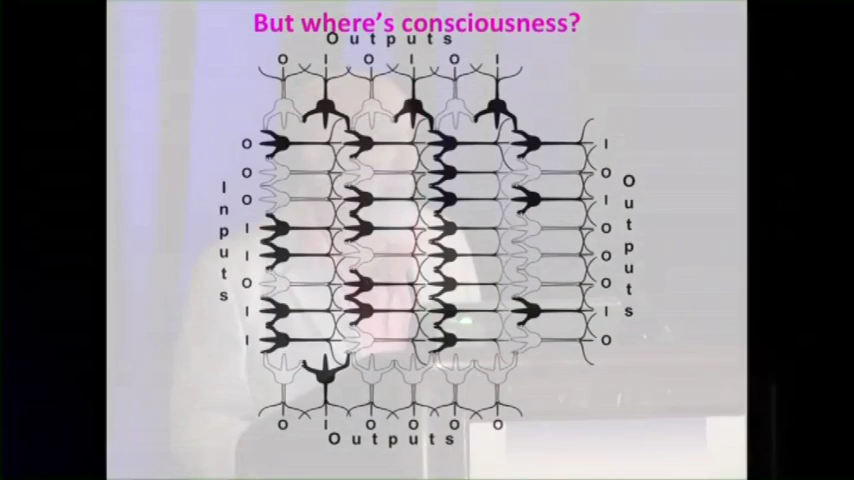 But where's consciousness?
Outputs
O I O I O I
Inputs
O O O I I O I I
I O I O O O I O
Outputs
O I O O O O
Outputs